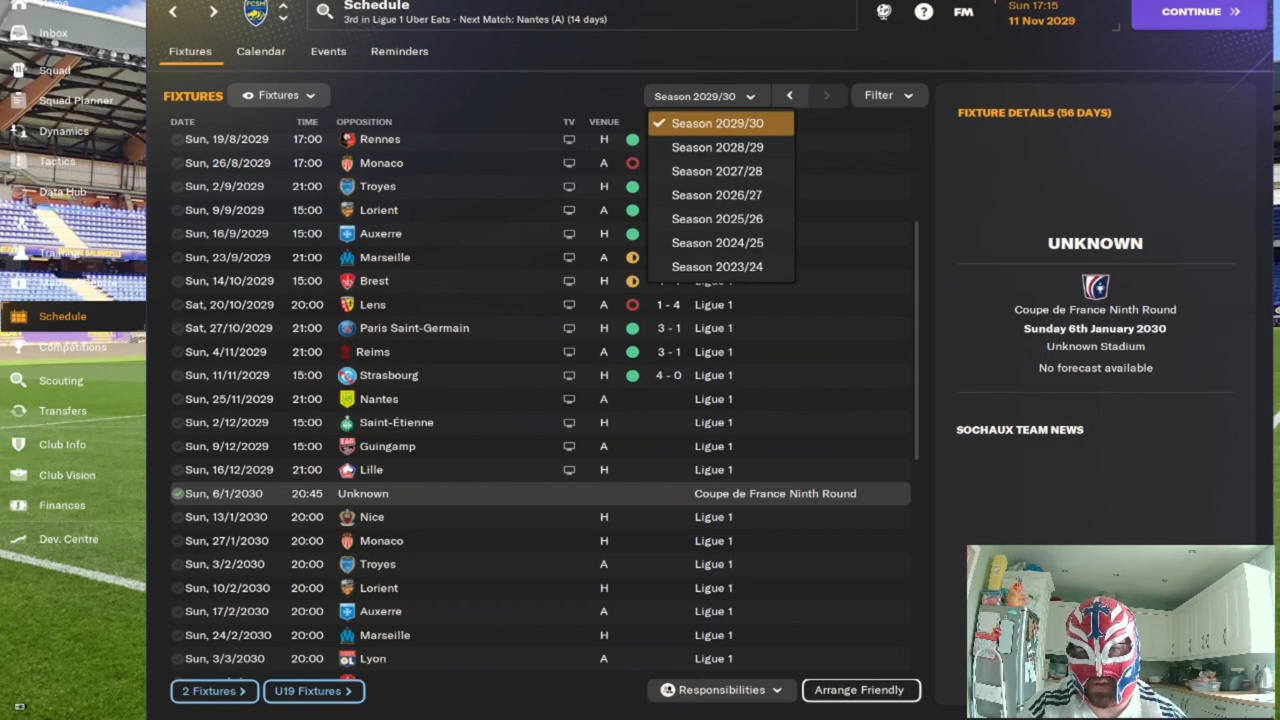 Home
Inbox
Squad
Squad Planner
Dynamics
Tactics
Data Hub
Schedule
Competitions
Scouting
Transfers
Club Info
Club Vision
Finances
Dev. Centre
FCSM
Schedule
3rd in Ligue 1 Uber Eats - Next Match: Nantes (A) (14 days)
? FM
Sun 17:15
11 Nov 2029
CONTINUE
Fixtures Calendar Events Reminders
FIXTURES Fixtures Season 2029/30 Filter
DATE TIME OPPOSITION TV VENUE
Sun, 19/8/2029 17:00 Rennes H
Sun, 26/8/2029 17:00 Monaco A
Sun, 2/9/2029 21:00 Troyes H
Sun, 9/9/2029 15:00 Lorient A
Sun, 16/9/2029 15:00 Auxerre H
Sun, 23/9/2029 21:00 Marseille A
Sun, 14/10/2029 15:00 Brest H
Sat, 20/10/2029 20:00 Lens A 1 - 4 Ligue 1
Sat, 27/10/2029 21:00 Paris Saint-Germain H 3 - 1 Ligue 1
Sun, 4/11/2029 21:00 Reims A 3 - 1 Ligue 1
Sun, 11/11/2029 15:00 Strasbourg H 4 - 0 Ligue 1
Sun, 25/11/2029 21:00 Nantes A Ligue 1
Sun, 2/12/2029 15:00 Saint-Étienne H Ligue 1
Sun, 9/12/2029 15:00 Guingamp A Ligue 1
Sun, 16/12/2029 21:00 Lille H Ligue 1
Sun, 6/1/2030 20:45 Unknown Coupe de France Ninth Round
Sun, 13/1/2030 20:00 Nice H Ligue 1
Sun, 27/1/2030 20:00 Monaco H Ligue 1
Sun, 3/2/2030 20:00 Troyes A Ligue 1
Sun, 10/2/2030 20:00 Lorient H Ligue 1
Sun, 17/2/2030 20:00 Auxerre A Ligue 1
Sun, 24/2/2030 20:00 Marseille H Ligue 1
Sun, 3/3/2030 20:00 Lyon A Ligue 1
Season 2029/30
Season 2028/29
Season 2027/28
Season 2026/27
Season 2025/26
Season 2024/25
Season 2023/24
2 Fixtures > U19 Fixtures > Responsibilities Arrange Friendly
FIXTURE DETAILS (56 DAYS)
UNKNOWN
Coupe de France Ninth Round
Sunday 6th January 2030
Unknown Stadium
No forecast available
SOCHAUX TEAM NEWS